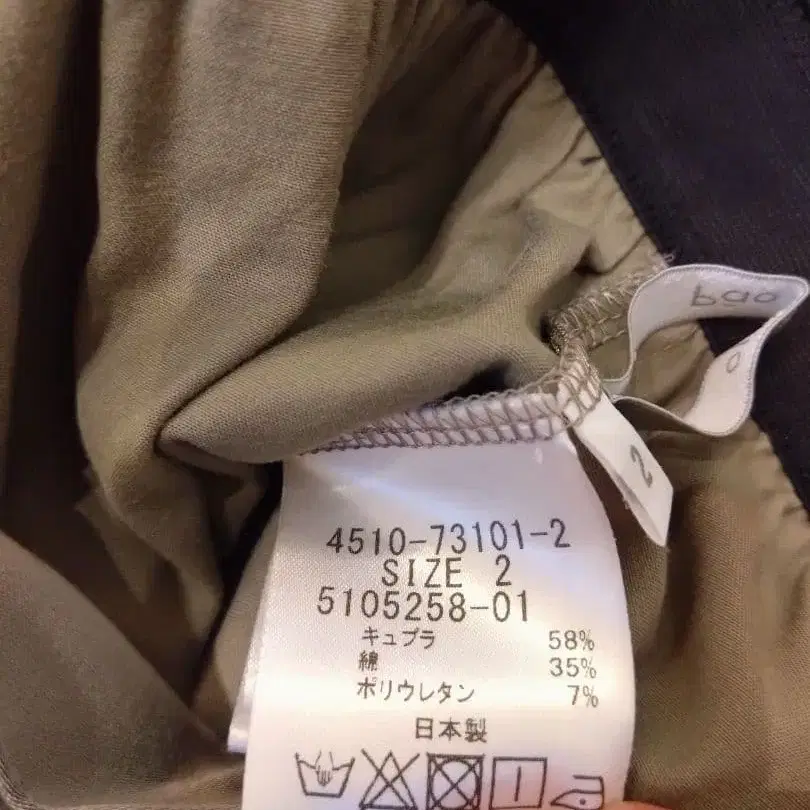 4510-73101-2
SIZE 2
5105258-01
キュプラ 58%
綿 35%
ポリウレタン 7%
日本製
2